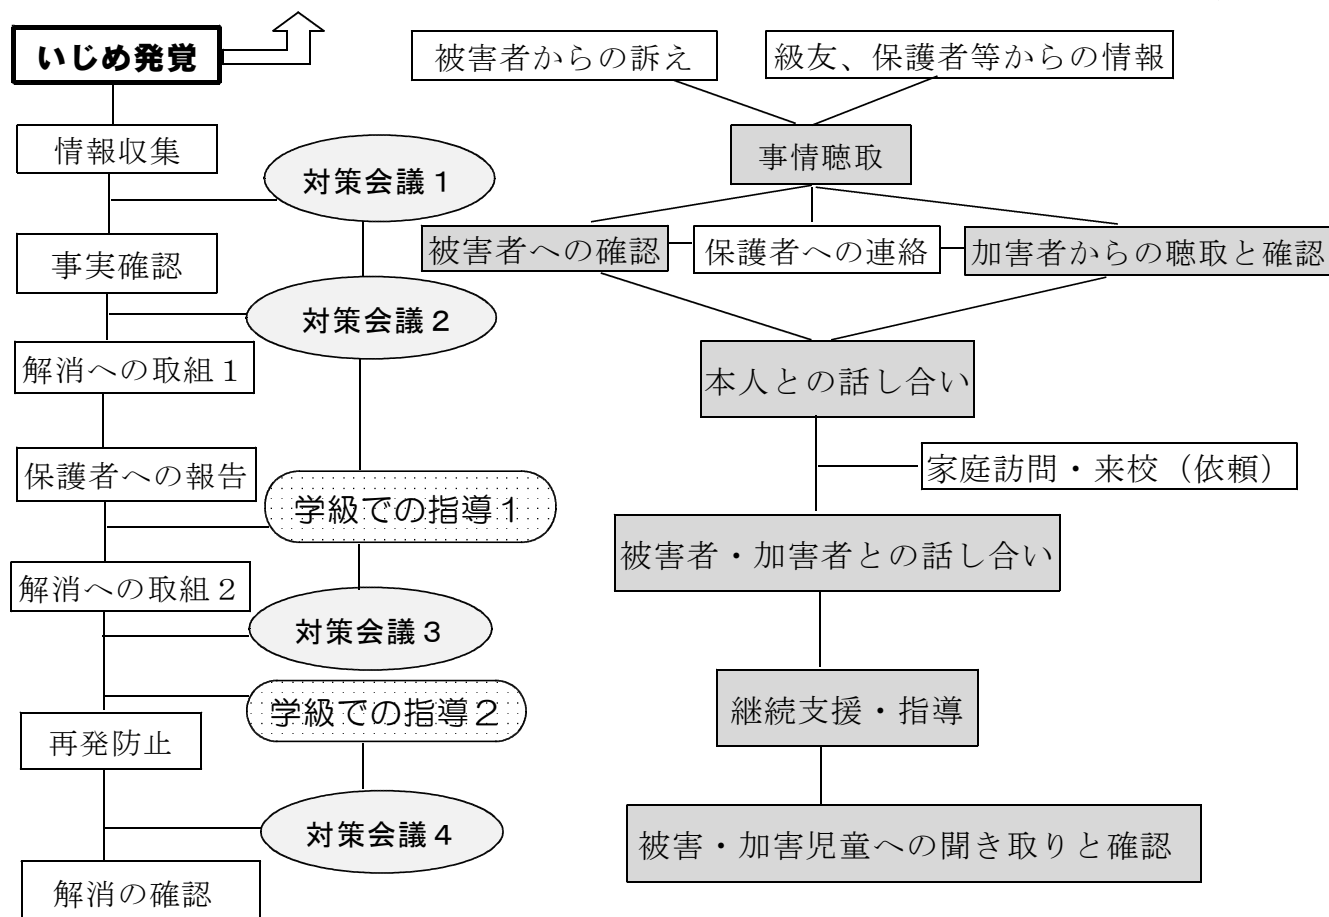 いじめ発覚
情報収集
対策会議１
事実確認
対策会議２
解消への取組１
保護者への報告
学級での指導１
解消への取組２
対策会議３
学級での指導２
再発防止
対策会議４
解消の確認
被害者からの訴え
級友、保護者等からの情報
事情聴取
被害者への確認
保護者への連絡
加害者からの聴取と確認
本人との話し合い
家庭訪問・来校（依頼）
被害者・加害者との話し合い
継続支援・指導
被害・加害児童への聞き取りと確認